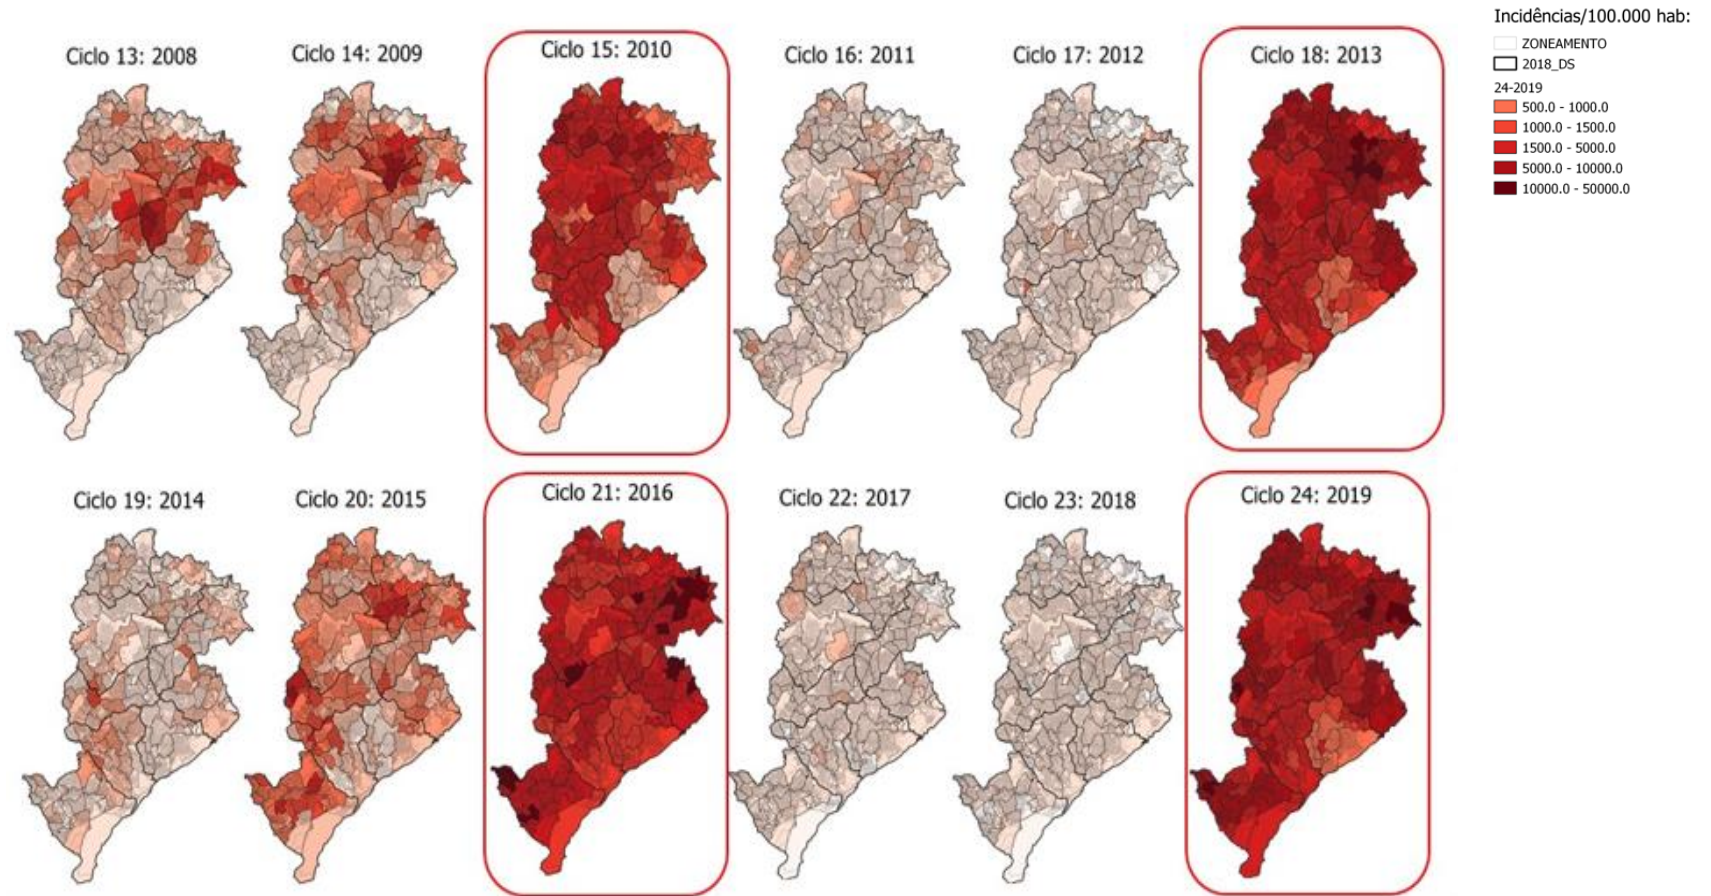 Incidências/100.000 hab:
ZONEAMENTO
2018_DS
24-2019
500.0 - 1000.0
1000.0 - 1500.0
1500.0 - 5000.0
5000.0 - 10000.0
10000.0 - 50000.0
Ciclo 13: 2008
Ciclo 14: 2009
Ciclo 15: 2010
Ciclo 16: 2011
Ciclo 17: 2012
Ciclo 18: 2013
Ciclo 19: 2014
Ciclo 20: 2015
Ciclo 21: 2016
Ciclo 22: 2017
Ciclo 23: 2018
Ciclo 24: 2019